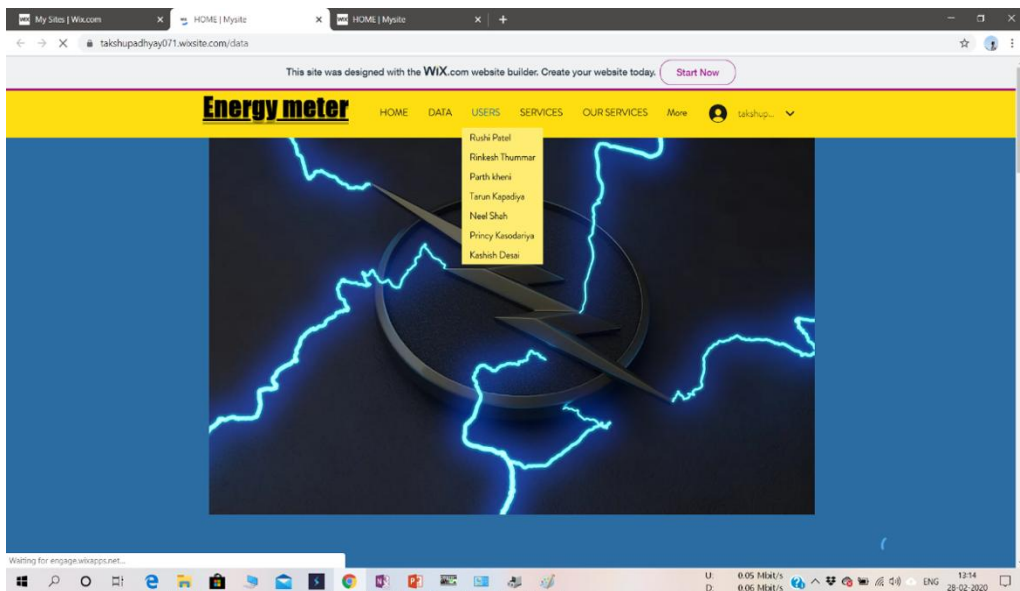 My Sites | Wix.com
HOME | Mysite
HOME | Mysite
takshupadhyay071.wixsite.com/data
This site was designed with the WiX.com website builder. Create your website today. Start Now
Energy meter HOME DATA USERS SERVICES OUR SERVICES More takshup...
Rushi Patel
Rinkesh Thummar
Parth kheni
Tarun Kapadiya
Neel Shah
Princy Kasodariya
Kashish Desai
Waiting for engage.wixapps.net...
U: 0.05 Mbit/s
D: 0.06 Mbit/s
ENG
13:14
28-02-2020